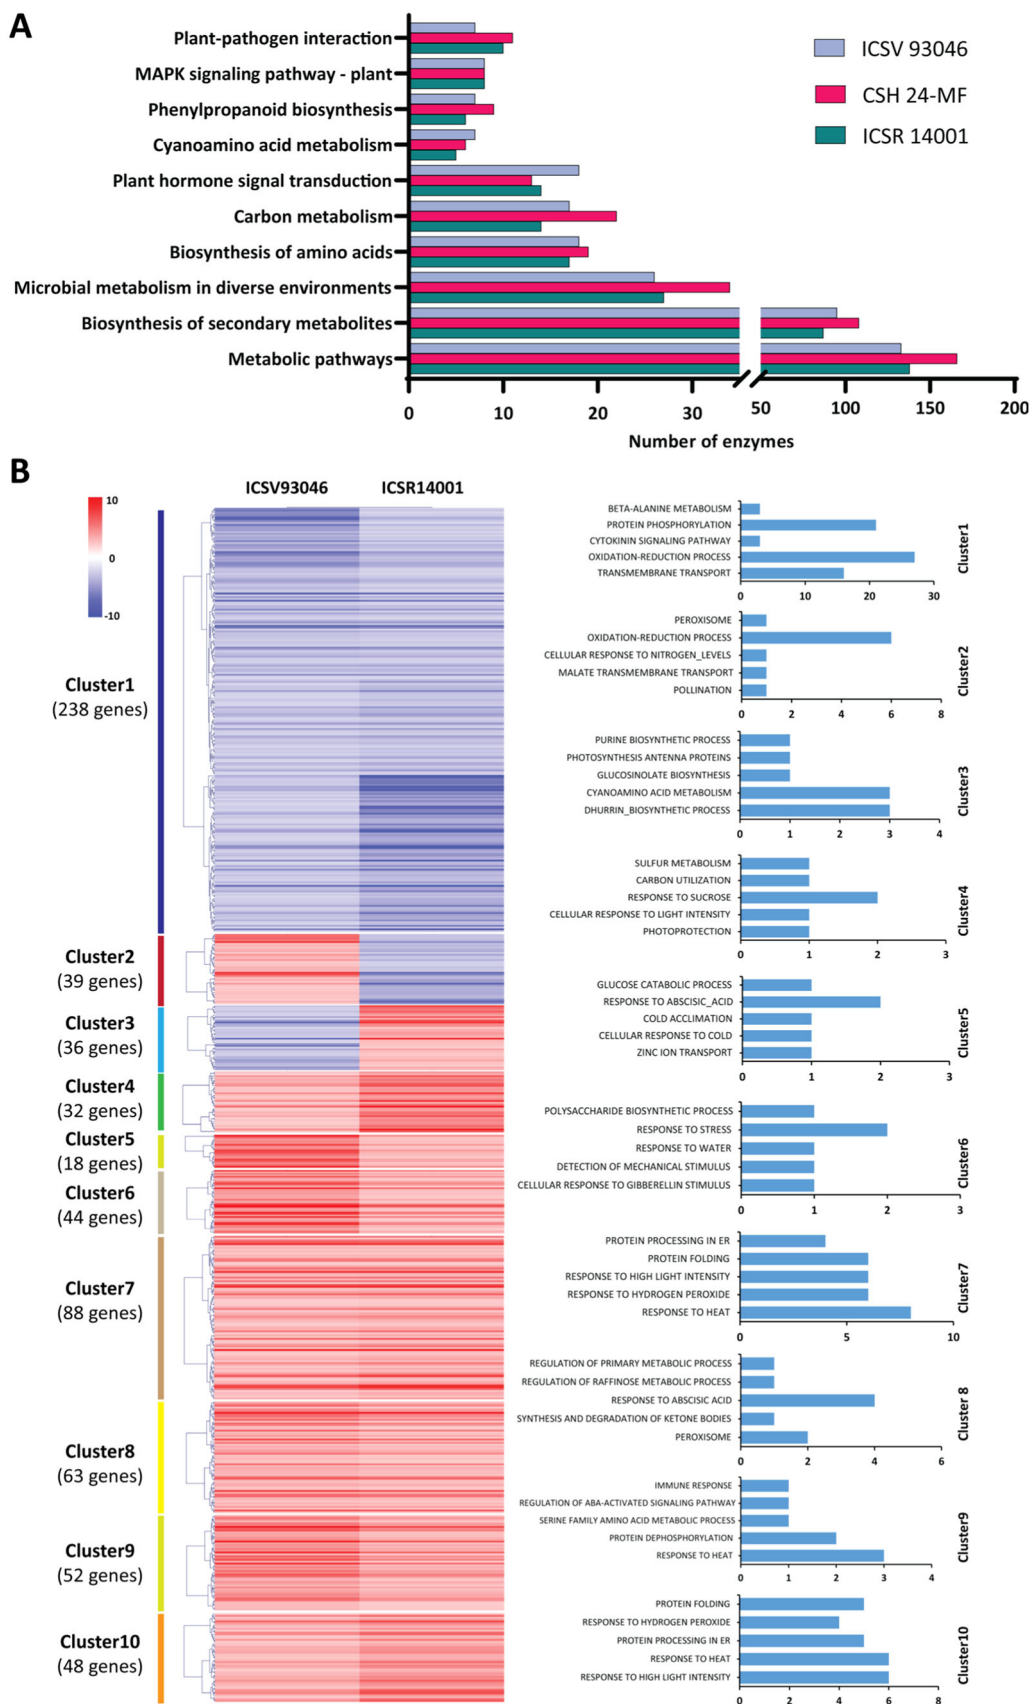 A
Plant-pathogen interaction
MAPK signaling pathway - plant
Phenylpropanoid biosynthesis
Cyanoamino acid metabolism
Plant hormone signal transduction
Carbon metabolism
Biosynthesis of amino acids
Microbial metabolism in diverse environments
Biosynthesis of secondary metabolites
Metabolic pathways
ICSV 93046
CSH 24-MF
ICSR 14001
0 10 20 30 50 100 150 200
Number of enzymes
B
ICSV93046 ICSR14001
10
0
-10
Cluster1
(238 genes)
Cluster2
(39 genes)
Cluster3
(36 genes)
Cluster4
(32 genes)
Cluster5
(18 genes)
Cluster6
(44 genes)
Cluster7
(88 genes)
Cluster8
(63 genes)
Cluster9
(52 genes)
Cluster10
(48 genes)
BETA-ALANINE METABOLISM
PROTEIN PHOSPHORYLATION
CYTOKININ SIGNALING PATHWAY
OXIDATION-REDUCTION PROCESS
TRANSMEMBRANE TRANSPORT
0 10 20 30
Cluster1
PEROXISOME
OXIDATION-REDUCTION PROCESS
CELLULAR RESPONSE TO NITROGEN_LEVELS
MALATE TRANSMEMBRANE TRANSPORT
POLLINATION
0 2 4 6 8
Cluster2
PURINE BIOSYNTHETIC PROCESS
PHOTOSYNTHESIS ANTENNA PROTEINS
GLUCOSINOLATE BIOSYNTHESIS
CYANOAMINO ACID METABOLISM
DHURRIN_BIOSYNTHETIC PROCESS
0 1 2 3 4
Cluster3
SULFUR METABOLISM
CARBON UTILIZATION
RESPONSE TO SUCROSE
CELLULAR RESPONSE TO LIGHT INTENSITY
PHOTOPROTECTION
0 1 2 3
Cluster4
GLUCOSE CATABOLIC PROCESS
RESPONSE TO ABSCISIC_ACID
COLD ACCLIMATION
CELLULAR RESPONSE TO COLD
ZINC ION TRANSPORT
0 1 2 3
Cluster5
POLYSACCHARIDE BIOSYNTHETIC PROCESS
RESPONSE TO STRESS
RESPONSE TO WATER
DETECTION OF MECHANICAL STIMULUS
CELLULAR RESPONSE TO GIBBERELLIN STIMULUS
0 1 2 3
Cluster6
PROTEIN PROCESSING IN ER
PROTEIN FOLDING
RESPONSE TO HIGH LIGHT INTENSITY
RESPONSE TO HYDROGEN PEROXIDE
RESPONSE TO HEAT
0 5 10
Cluster7
REGULATION OF PRIMARY METABOLIC PROCESS
REGULATION OF RAFFINOSE METABOLIC PROCESS
RESPONSE TO ABSCISIC ACID
SYNTHESIS AND DEGRADATION OF KETONE BODIES
PEROXISOME
0 2 4 6
Cluster 8
IMMUNE RESPONSE
REGULATION OF ABA-ACTIVATED SIGNALING PATHWAY
SERINE FAMILY AMINO ACID METABOLIC PROCESS
PROTEIN DEPHOSPHORYLATION
RESPONSE TO HEAT
0 1 2 3 4
Cluster9
PROTEIN FOLDING
RESPONSE TO HYDROGEN PEROXIDE
PROTEIN PROCESSING IN ER
RESPONSE TO HEAT
RESPONSE TO HIGH LIGHT INTENSITY
0 2 4 6 8
Cluster10